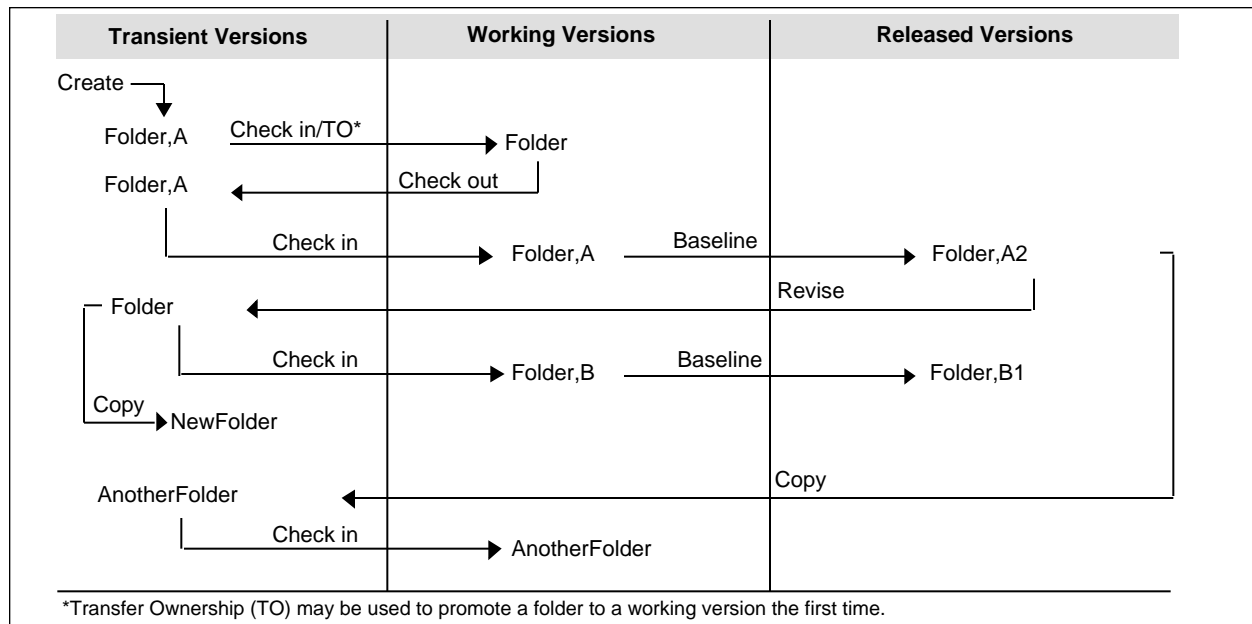 Transient Versions Working Versions Released Versions
Create
Folder,A Check in/TO* Folder
Folder,A Check out
Check in Folder,A Baseline Folder,A2
Revise
Folder
Check in Folder,B Baseline Folder,B1
Copy
NewFolder
Copy
AnotherFolder
Check in AnotherFolder
*Transfer Ownership (TO) may be used to promote a folder to a working version the first time.